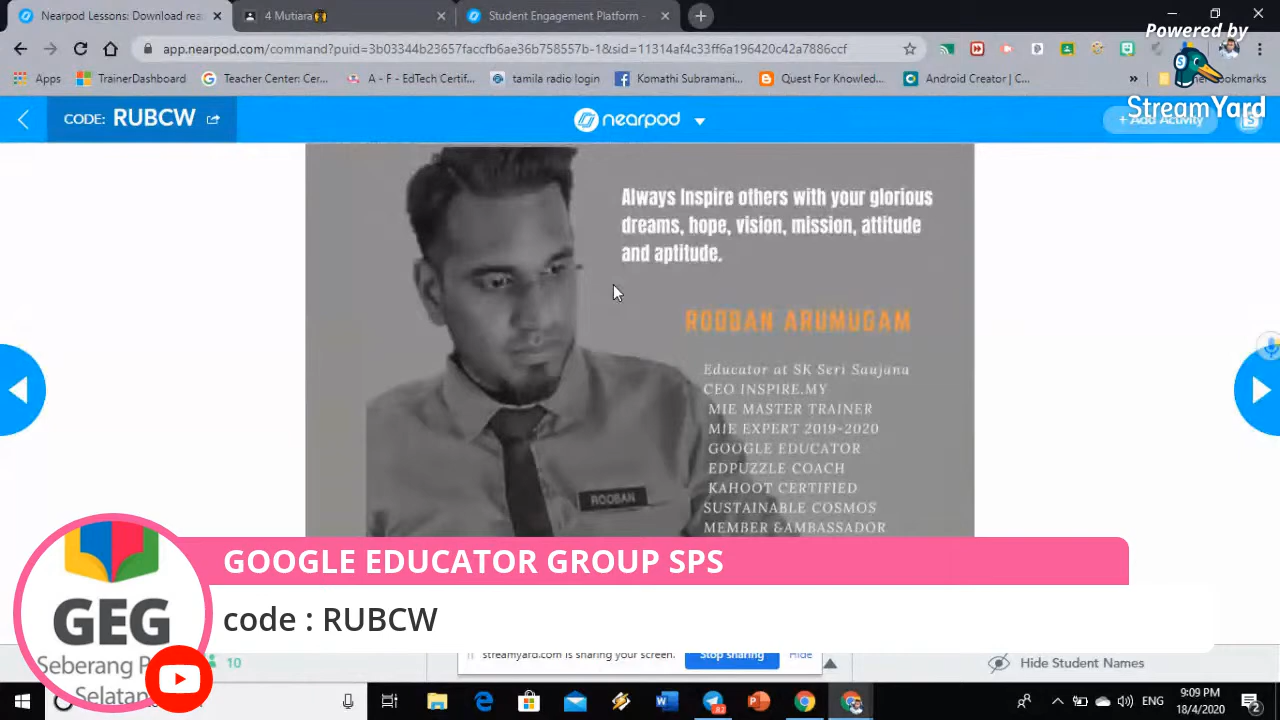 Nearpod Lessons: Download rea
4 Mutiara
Student Engagement Platform -
Powered by
StreamYard
app.nearpod.com/command?puid=3b03344b23657faccfb6ae36b758557b-1&sid=11314af4c33ff6a196420c42a7886ccf
Apps
TrainerDashboard
Teacher Center: Cer...
A - F - EdTech Certif...
tamila radio login
Komathi Subramani...
Quest For Knowled...
Android Creator | C...
»
ookmarks
CODE: RUBCW
nearpod
+ Add Activity
Always Inspire others with your glorious
dreams, hope, vision, mission, attitude
and aptitude.
ROOBAN ARUMUGAM
Educator at SK Seri Saujana
CEO INSPIRE.MY
MIE MASTER TRAINER
MIE EXPERT 2019-2020
GOOGLE EDUCATOR
EDPUZZLE COACH
KAHOOT CERTIFIED
SUSTAINABLE COSMOS
MEMBER &AMBASSADOR
ROOBAN
GOOGLE EDUCATOR GROUP SPS
code : RUBCW
GEG
Seberang P
Selatan
10
streamyard.com is sharing your screen.
Stop sharing
Hide
Hide Student Names
82
ENG
9:09 PM
18/4/2020
2